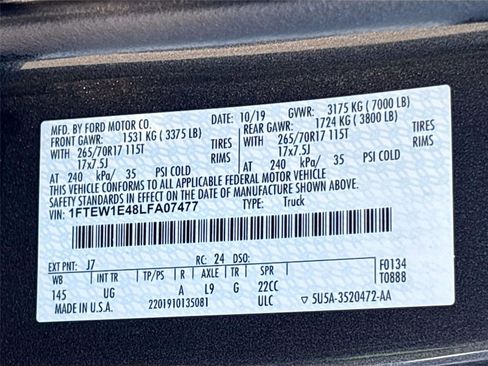 MFD. BY FORD MOTOR CO. 10/19 GVWR: 3175 KG ( 7000 LB)
FRONT GAWR: 1531 KG ( 3375 LB) REAR GAWR: 1724 KG ( 3800 LB)
WITH 265/70R17 115T TIRES WITH 265/70R17 115T TIRES
17x7.5J RIMS 17x7.5J RIMS
AT 240 kPa/ 35 PSI COLD AT 240 kPa/ 35 PSI COLD
THIS VEHICLE CONFORMS TO ALL APPLICABLE FEDERAL MOTOR VEHICLE
SAFETY STANDARDS IN EFFECT ON THE DATE OF MANUFACTURE SHOWN ABOVE.
VIN: 1FTEW1E48LFA07477 TYPE: Truck
EXT PNT: J7 RC: 24 DSO: F0134
WB INT TR TP/PS R AXLE TR SPR T0888
145 UG A L9 G 22CC
MADE IN U.S.A. 2201910135081 ULC ▽ 5U5A-3520472-AA